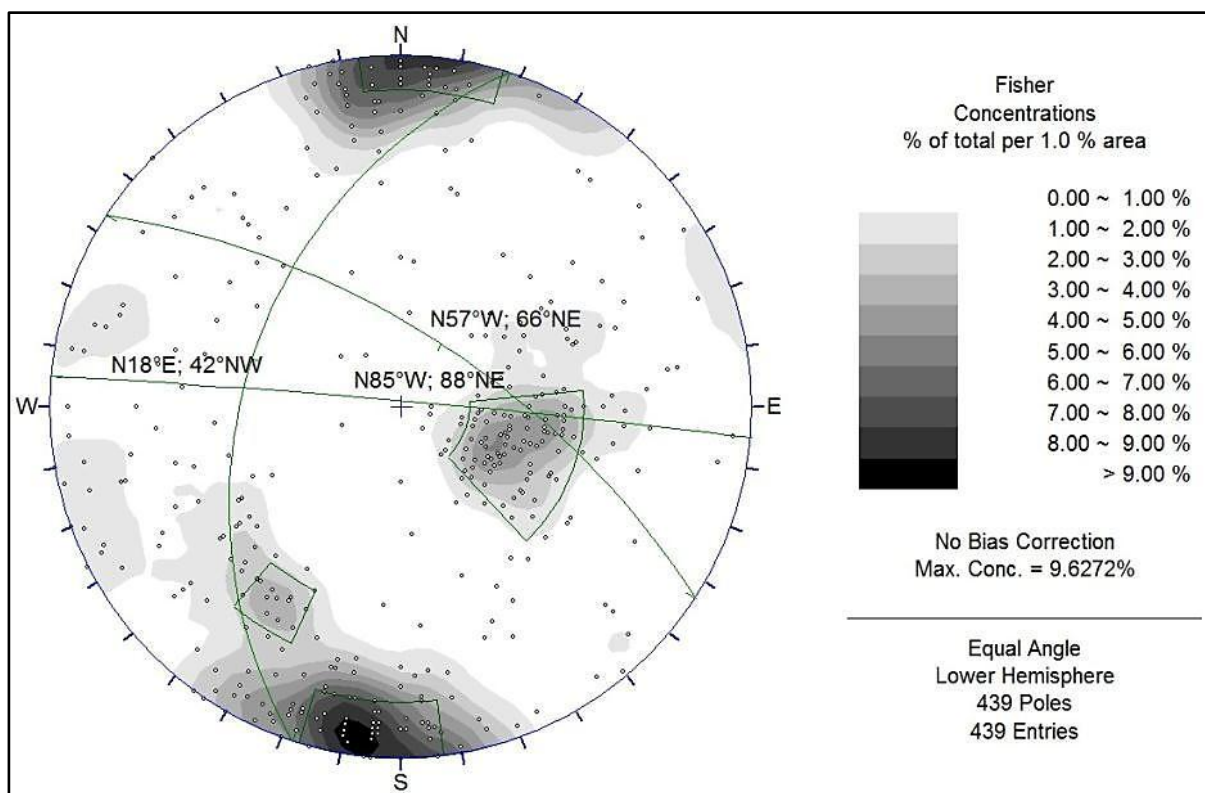 N
Fisher
Concentrations
% of total per 1.0 % area
0.00 ~ 1.00 %
1.00 ~ 2.00 %
2.00 ~ 3.00 %
3.00 ~ 4.00 %
4.00 ~ 5.00 %
5.00 ~ 6.00 %
6.00 ~ 7.00 %
7.00 ~ 8.00 %
8.00 ~ 9.00 %
> 9.00 %
N57°W; 66°NE
N18°E; 42°NW
N85°W; 88°NE
W
E
No Bias Correction
Max. Conc. = 9.6272%
Equal Angle
Lower Hemisphere
439 Poles
439 Entries
S